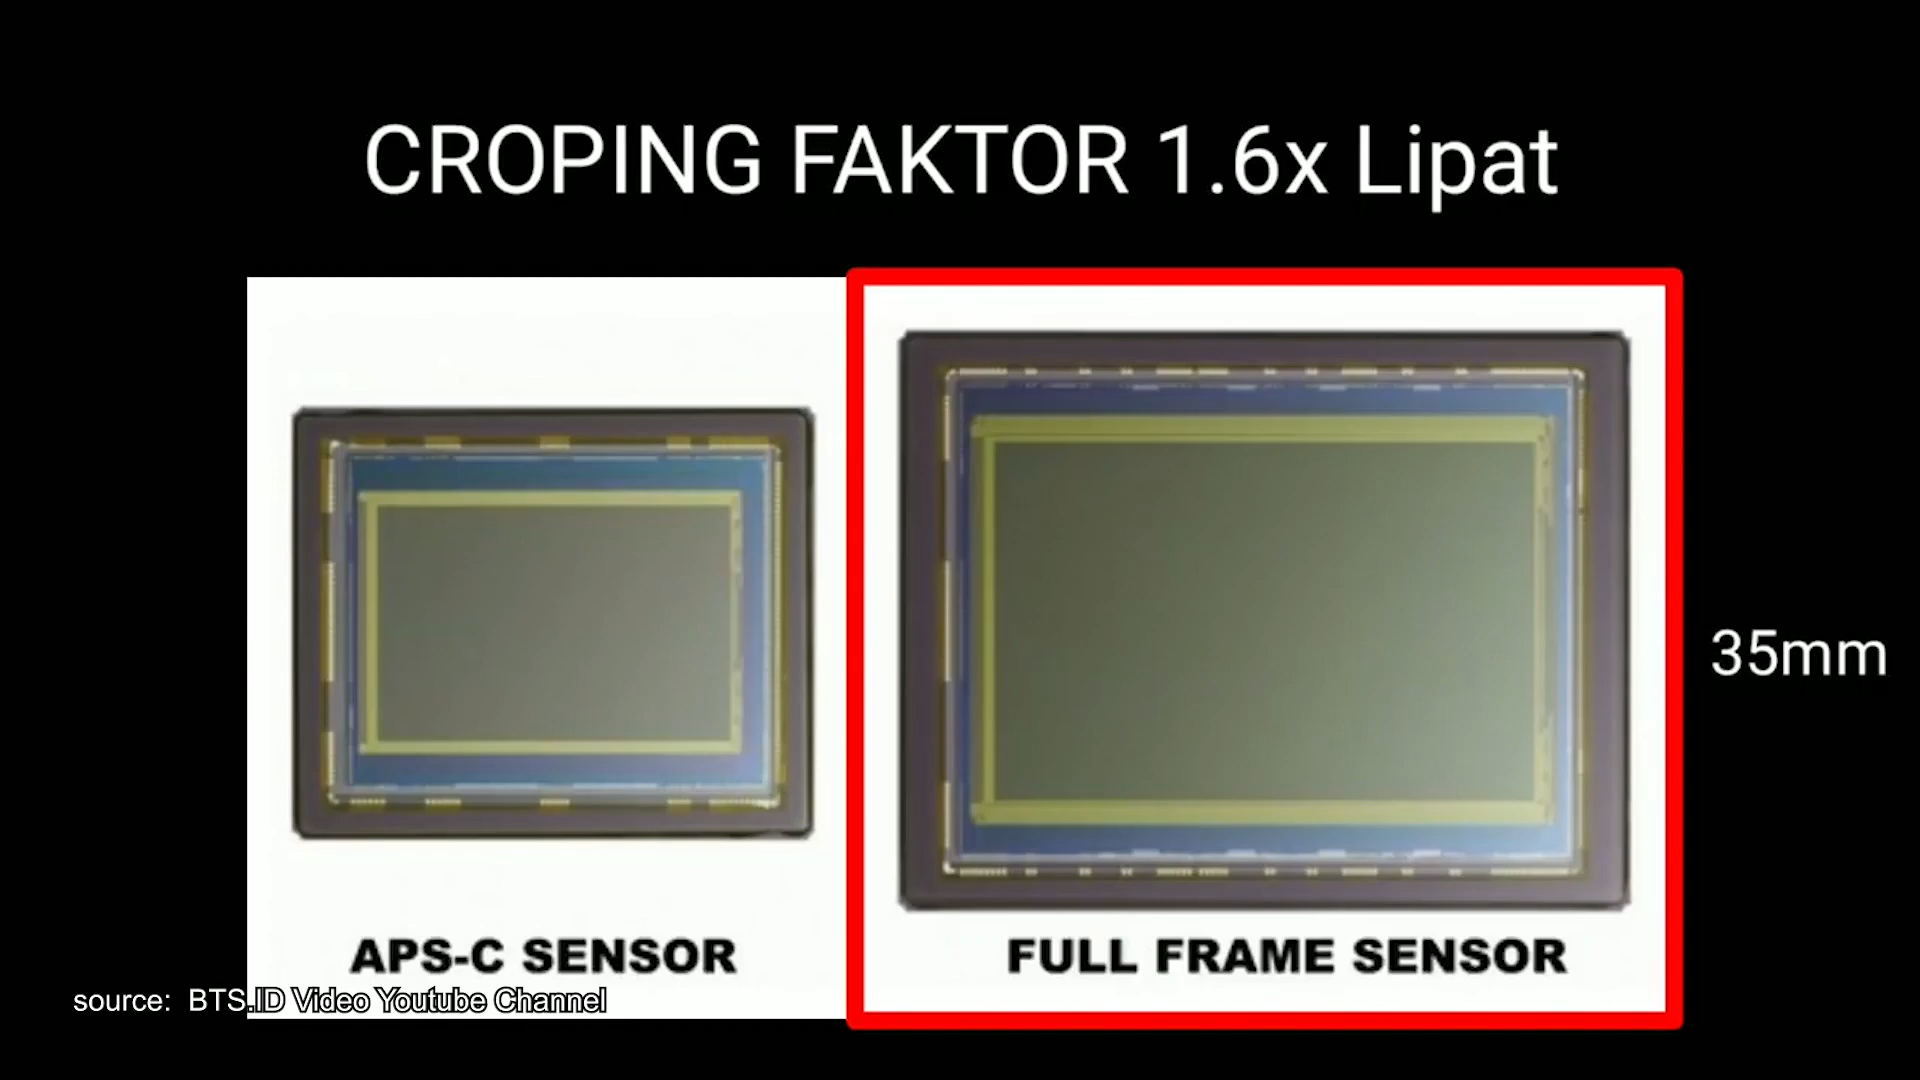 CROPING FAKTOR 1.6x Lipat
35mm
APS-C SENSOR
FULL FRAME SENSOR
source: BTS.ID Video Youtube Channel